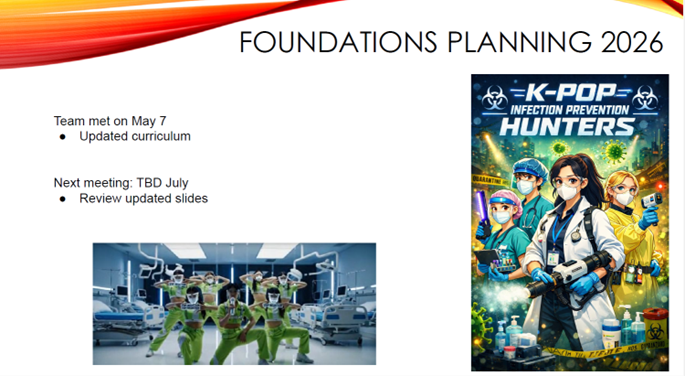 FOUNDATIONS PLANNING 2026
Team met on May 7
● Updated curriculum
Next meeting: TBD July
● Review updated slides
K-POP
INFECTION PREVENTION
HUNTERS
QUARANTINE